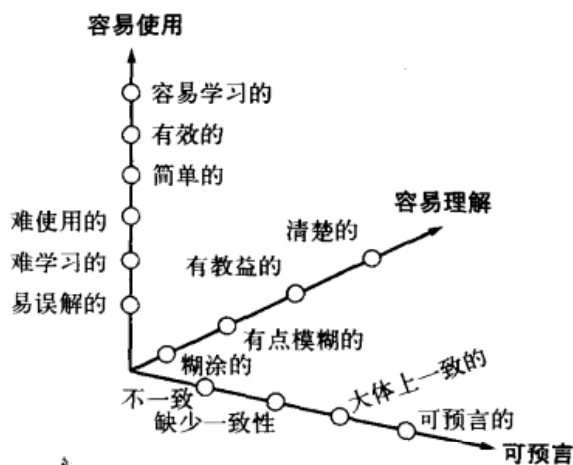 容易使用
容易学习的
有效的
简单的
难使用的
难学习的
易误解的
容易理解
清楚的
有教益的
有点模糊的
糊涂的
不一致
缺少一致性
大体上一致的
可预言的
可预言